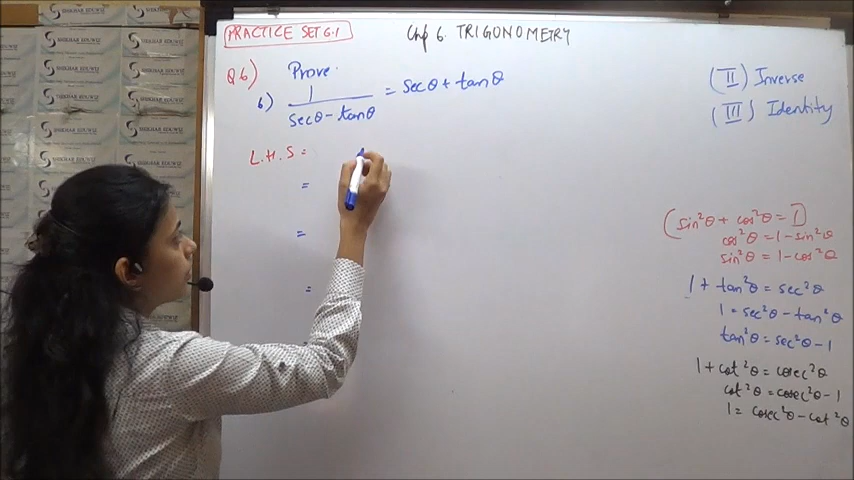 PRACTICE SET 6.1
Chp 6. TRIGONOMETRY
Q6) Prove.
6) 1 / secθ - tanθ = secθ + tanθ
L.H.S =
=
=
=
(II) Inverse
(III) Identity
(sin²θ + cos²θ = 1)
cos²θ = 1 - sin²θ
sin²θ = 1 - cos²θ
1 + tan²θ = sec²θ
1 = sec²θ - tan²θ
tan²θ = sec²θ - 1
1 + cot²θ = cosec²θ
cot²θ = cosec²θ - 1
1 = cosec²θ - cot²θ
SHIKHAR EDUWIZ